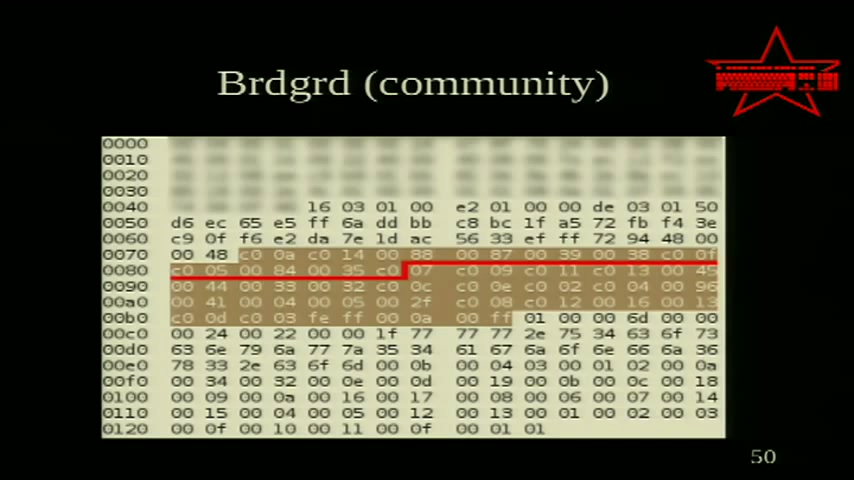 Brdgrd (community)
0000
0010
0020
0030
0040 16 03 01 00 e2 01 00 00 de 03 01 50
0050 d6 ec 65 e5 ff 6a dd bb c8 bc 1f a5 72 fb f4 3e
0060 c9 0f f6 e2 da 7e 1d ac 56 33 ef ff 72 94 48 00
0070 00 48 c0 0a c0 14 00 88 00 87 00 39 00 38 c0 0f
0080 c0 05 00 84 00 35 c0 07 c0 09 c0 11 c0 13 00 45
0090 00 44 00 33 00 32 c0 0c c0 0e c0 02 c0 04 00 96
00a0 00 41 00 04 00 05 00 2f c0 08 c0 12 00 16 00 13
00b0 c0 0d c0 03 fe ff 00 0a 00 ff 01 00 00 6d 00 00
00c0 00 24 00 22 00 00 1f 77 77 77 2e 75 34 63 6f 73
00d0 63 6e 79 6a 77 7a 35 34 61 67 6a 6f 6e 66 6a 36
00e0 78 33 2e 63 6f 6d 00 0b 00 04 03 00 01 02 00 0a
00f0 00 34 00 32 00 0e 00 0d 00 19 00 0b 00 0c 00 18
0100 00 09 00 0a 00 16 00 17 00 08 00 06 00 07 00 14
0110 00 15 00 04 00 05 00 12 00 13 00 01 00 02 00 03
0120 00 0f 00 10 00 11 00 0f 00 01 01
50